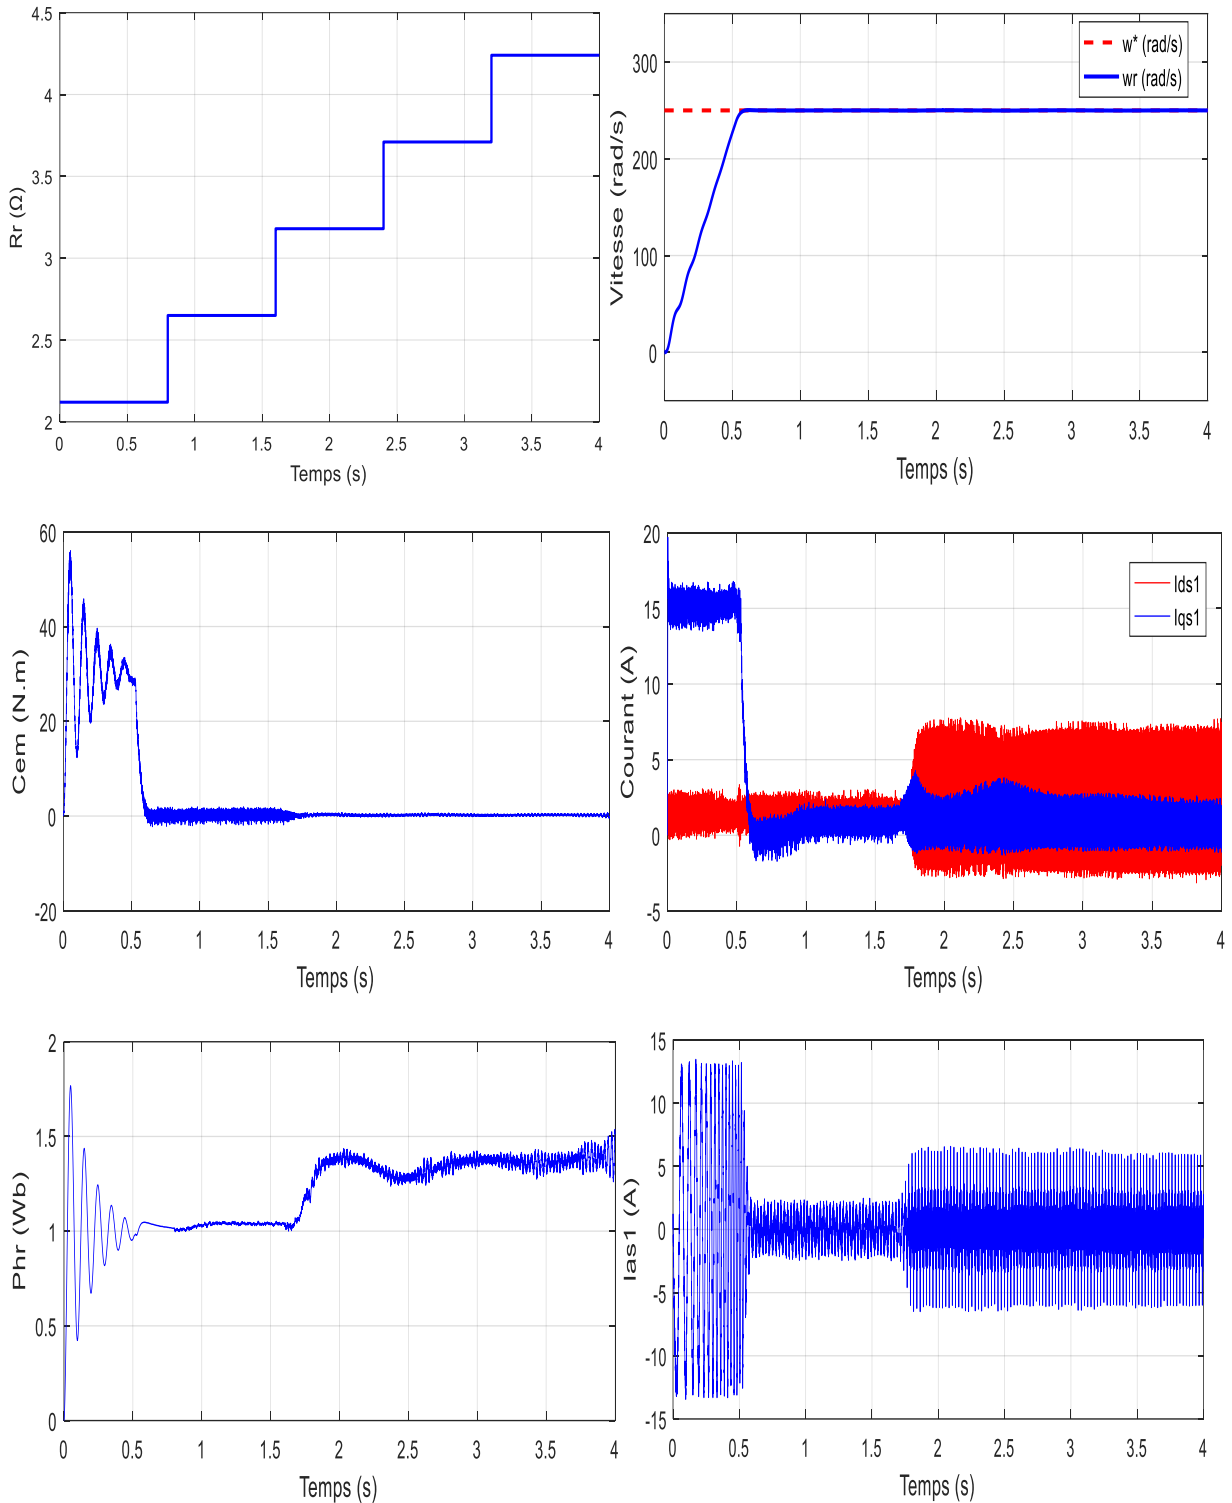 4.5
4
3.5
3
2.5
2
Rr (Ω)
0 0.5 1 1.5 2 2.5 3 3.5 4
Temps (s)
300
200
100
0
Vitesse (rad/s)
w* (rad/s)
wr (rad/s)
0 0.5 1 1.5 2 2.5 3 3.5 4
Temps (s)
60
40
20
0
-20
Cem (N.m)
0 0.5 1 1.5 2 2.5 3 3.5 4
Temps (s)
20
15
10
5
0
-5
Courant (A)
Ids1
Iqs1
0 0.5 1 1.5 2 2.5 3 3.5 4
Temps (s)
2
1.5
1
0.5
0
Phr (Wb)
0 0.5 1 1.5 2 2.5 3 3.5 4
Temps (s)
15
10
5
0
-5
-10
-15
Ias1 (A)
0 0.5 1 1.5 2 2.5 3 3.5 4
Temps (s)